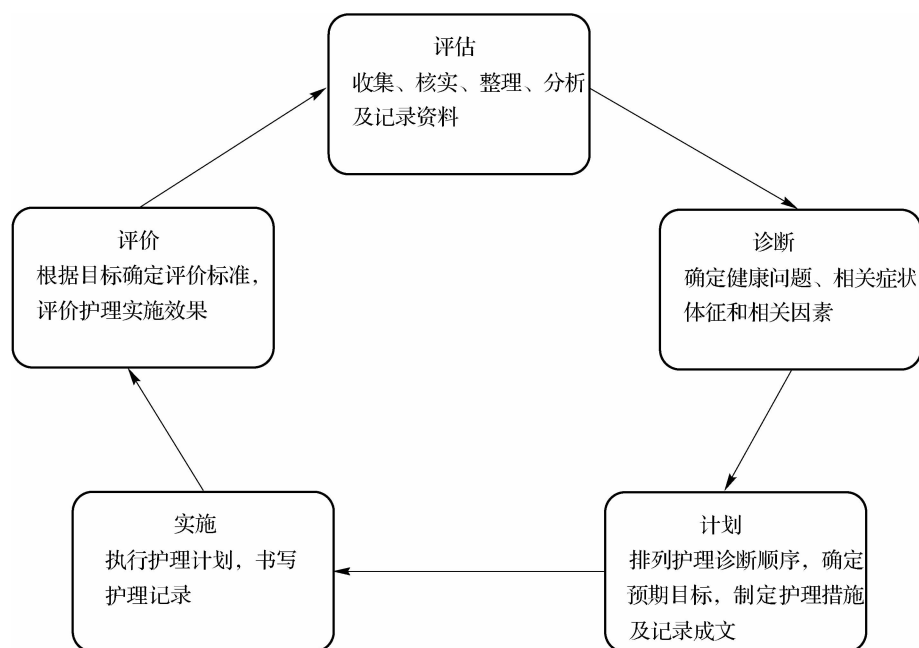 评估
收集、核实、整理、分析
及记录资料
诊断
确定健康问题、相关症状
体征和相关因素
计划
排列护理诊断顺序，确定
预期目标，制定护理措施
及记录成文
实施
执行护理计划，书写
护理记录
评价
根据目标确定评价标准，
评价护理实施效果